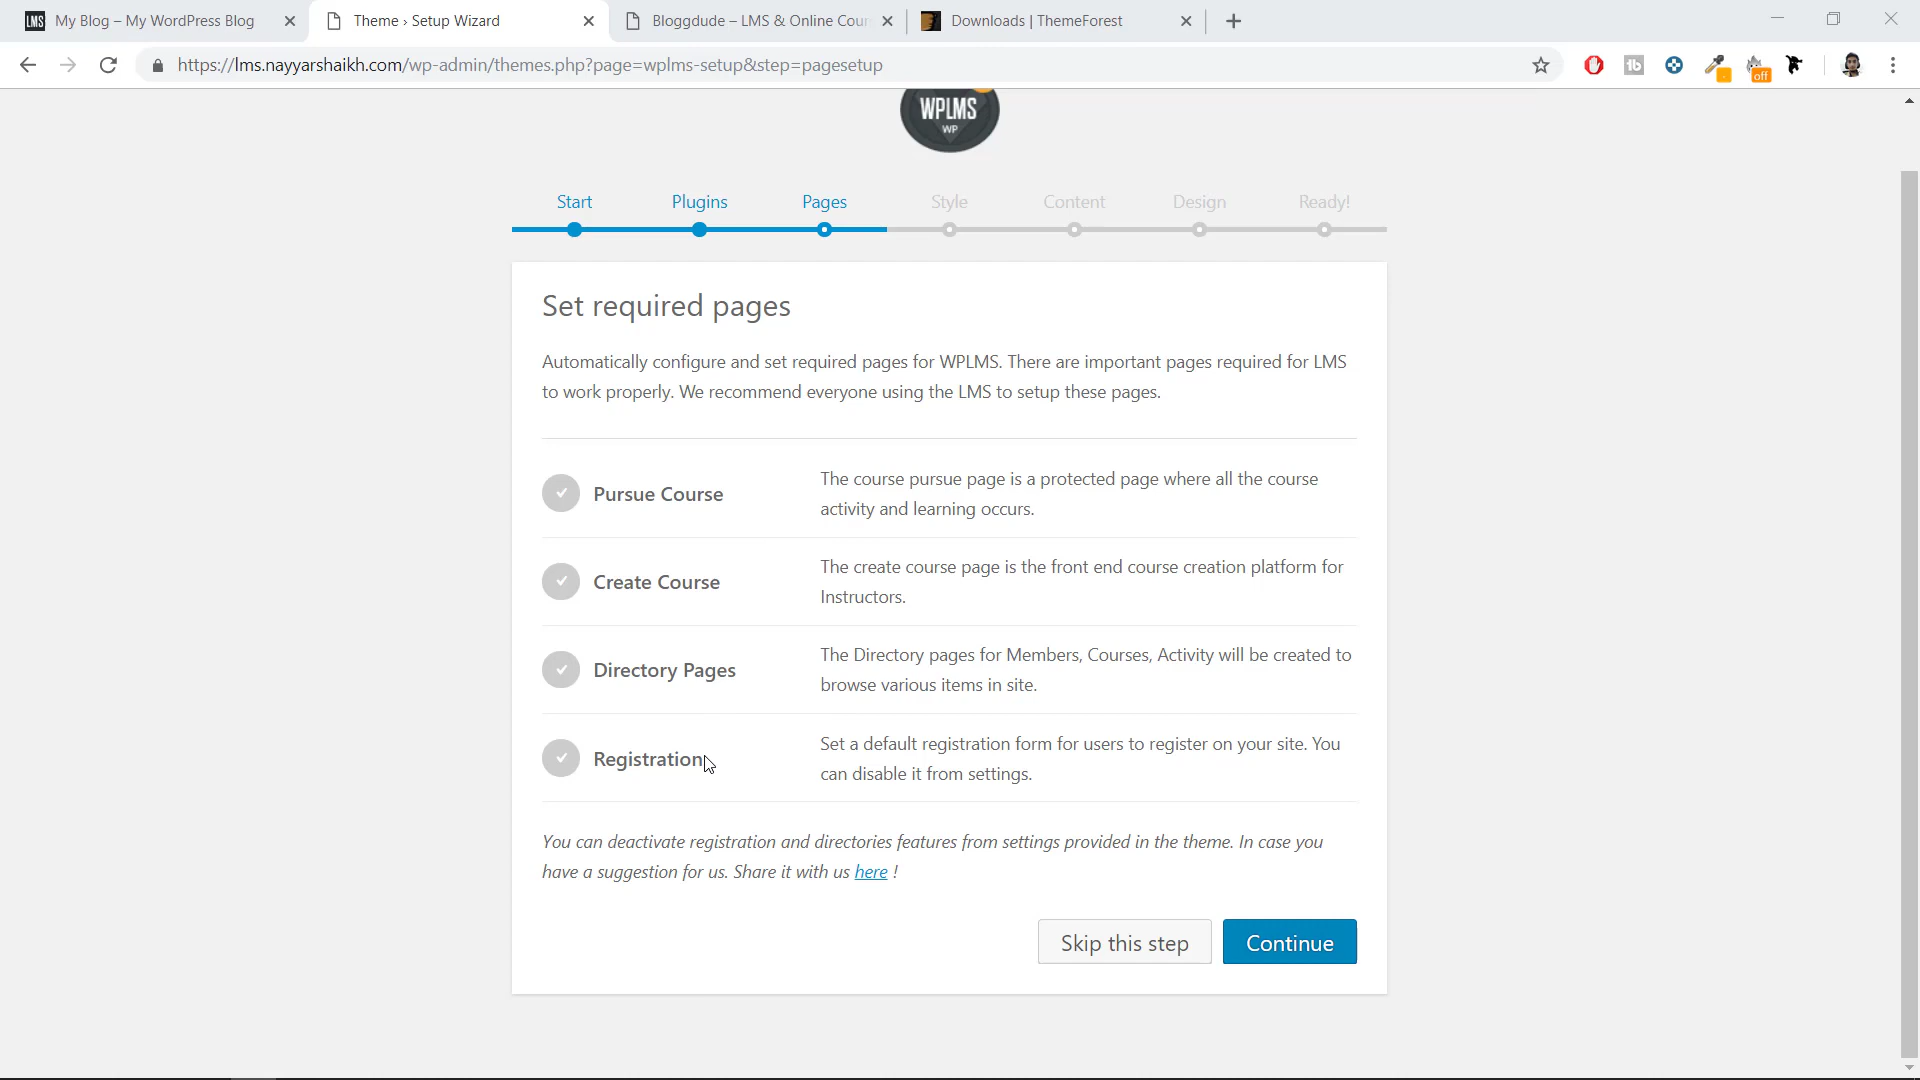 LMS My Blog – My WordPress Blog
Theme › Setup Wizard
Bloggdude – LMS & Online Cour
Downloads | ThemeForest
https://lms.nayyarshaikh.com/wp-admin/themes.php?page=wplms-setup&step=pagesetup
tb
off
WPLMS
WP
Start Plugins Pages Style Content Design Ready!
Set required pages
Automatically configure and set required pages for WPLMS. There are important pages required for LMS
to work properly. We recommend everyone using the LMS to setup these pages.
Pursue Course
The course pursue page is a protected page where all the course
activity and learning occurs.
Create Course
The create course page is the front end course creation platform for
Instructors.
Directory Pages
The Directory pages for Members, Courses, Activity will be created to
browse various items in site.
Registration
Set a default registration form for users to register on your site. You
can disable it from settings.
You can deactivate registration and directories features from settings provided in the theme. In case you
have a suggestion for us. Share it with us here !
Skip this step
Continue